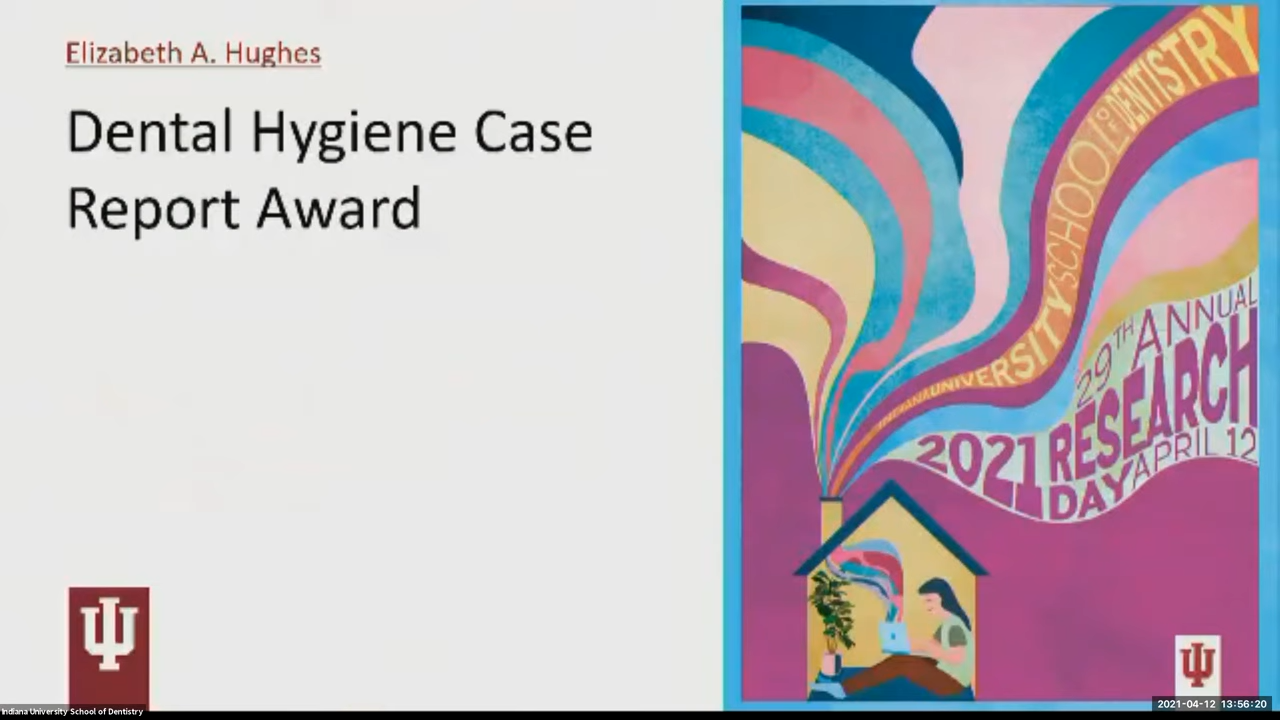 Elizabeth A. Hughes
Dental Hygiene Case
Report Award
INDIANA UNIVERSITY SCHOOL OF DENTISTRY
29TH ANNUAL
2021 RESEARCH
DAY APRIL 12
Indiana University School of Dentistry
2021-04-12 13:56:20